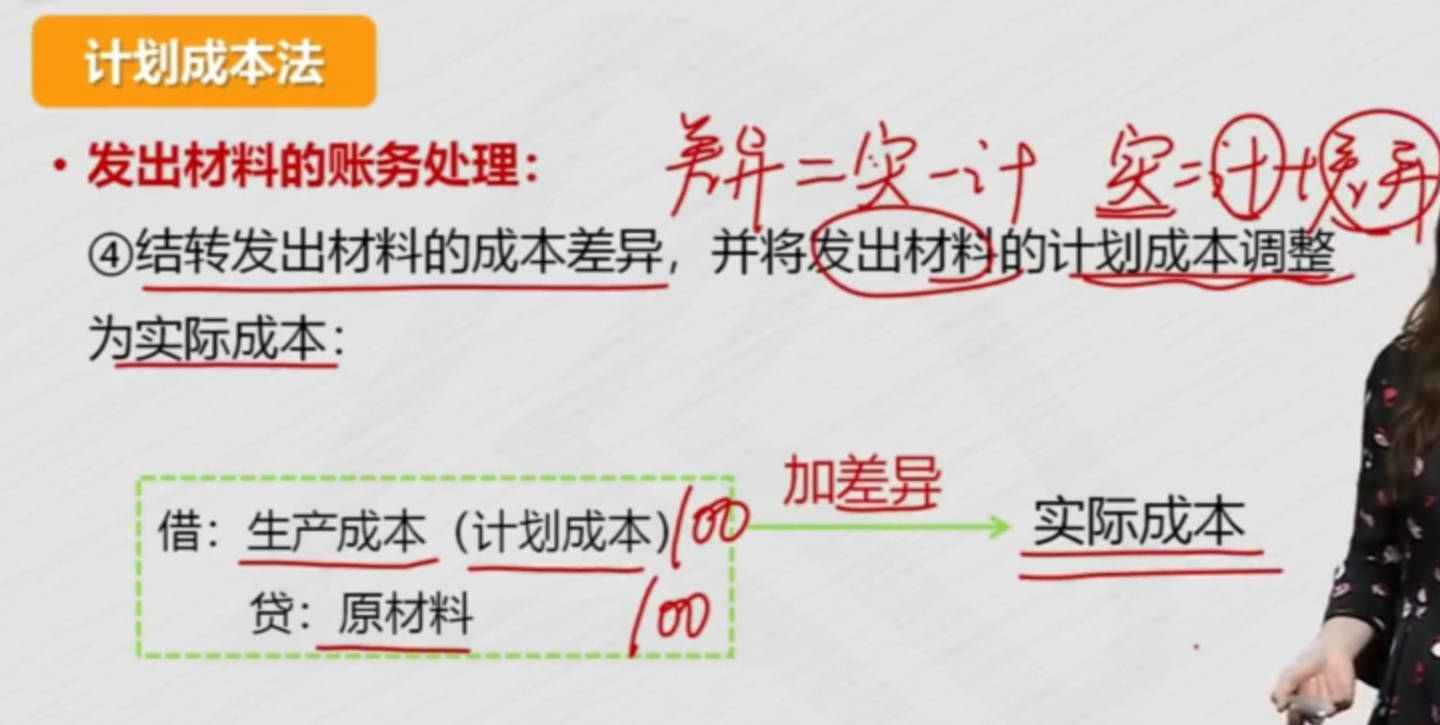 计划成本法
• 发出材料的账务处理：
差异=实-计 实=计+差异
④结转发出材料的成本差异，并将发出材料的计划成本调整
为实际成本：
加差异
借：生产成本（计划成本）100
实际成本
贷：原材料 100